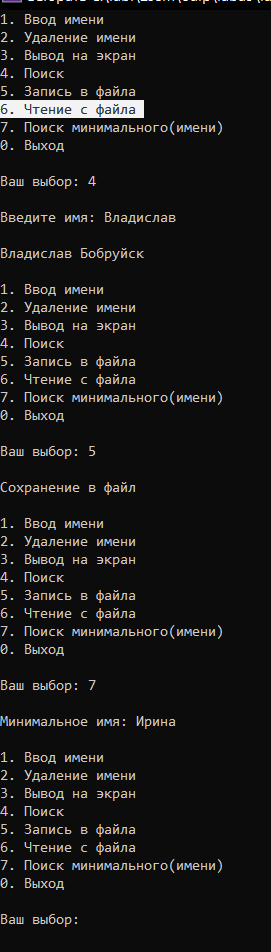 1. Ввод имени
2. Удаление имени
3. Вывод на экран
4. Поиск
5. Запись в файла
6. Чтение с файла
7. Поиск минимального(имени)
0. Выход
Ваш выбор: 4
Введите имя: Владислав
Владислав Бобруйск
1. Ввод имени
2. Удаление имени
3. Вывод на экран
4. Поиск
5. Запись в файла
6. Чтение с файла
7. Поиск минимального(имени)
0. Выход
Ваш выбор: 5
Сохранение в файл
1. Ввод имени
2. Удаление имени
3. Вывод на экран
4. Поиск
5. Запись в файла
6. Чтение с файла
7. Поиск минимального(имени)
0. Выход
Ваш выбор: 7
Минимальное имя: Ирина
1. Ввод имени
2. Удаление имени
3. Вывод на экран
4. Поиск
5. Запись в файла
6. Чтение с файла
7. Поиск минимального(имени)
0. Выход
Ваш выбор: